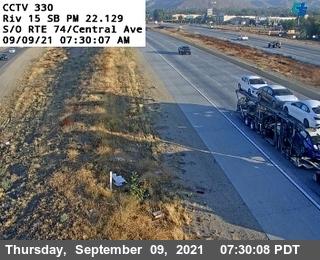 CCTV 330
Riv 15 SB PM 22.129
S/O RTE 74/Central Ave
09/09/21 07:30:07 AM
Thursday, September 09, 2021 07:30:08 PDT